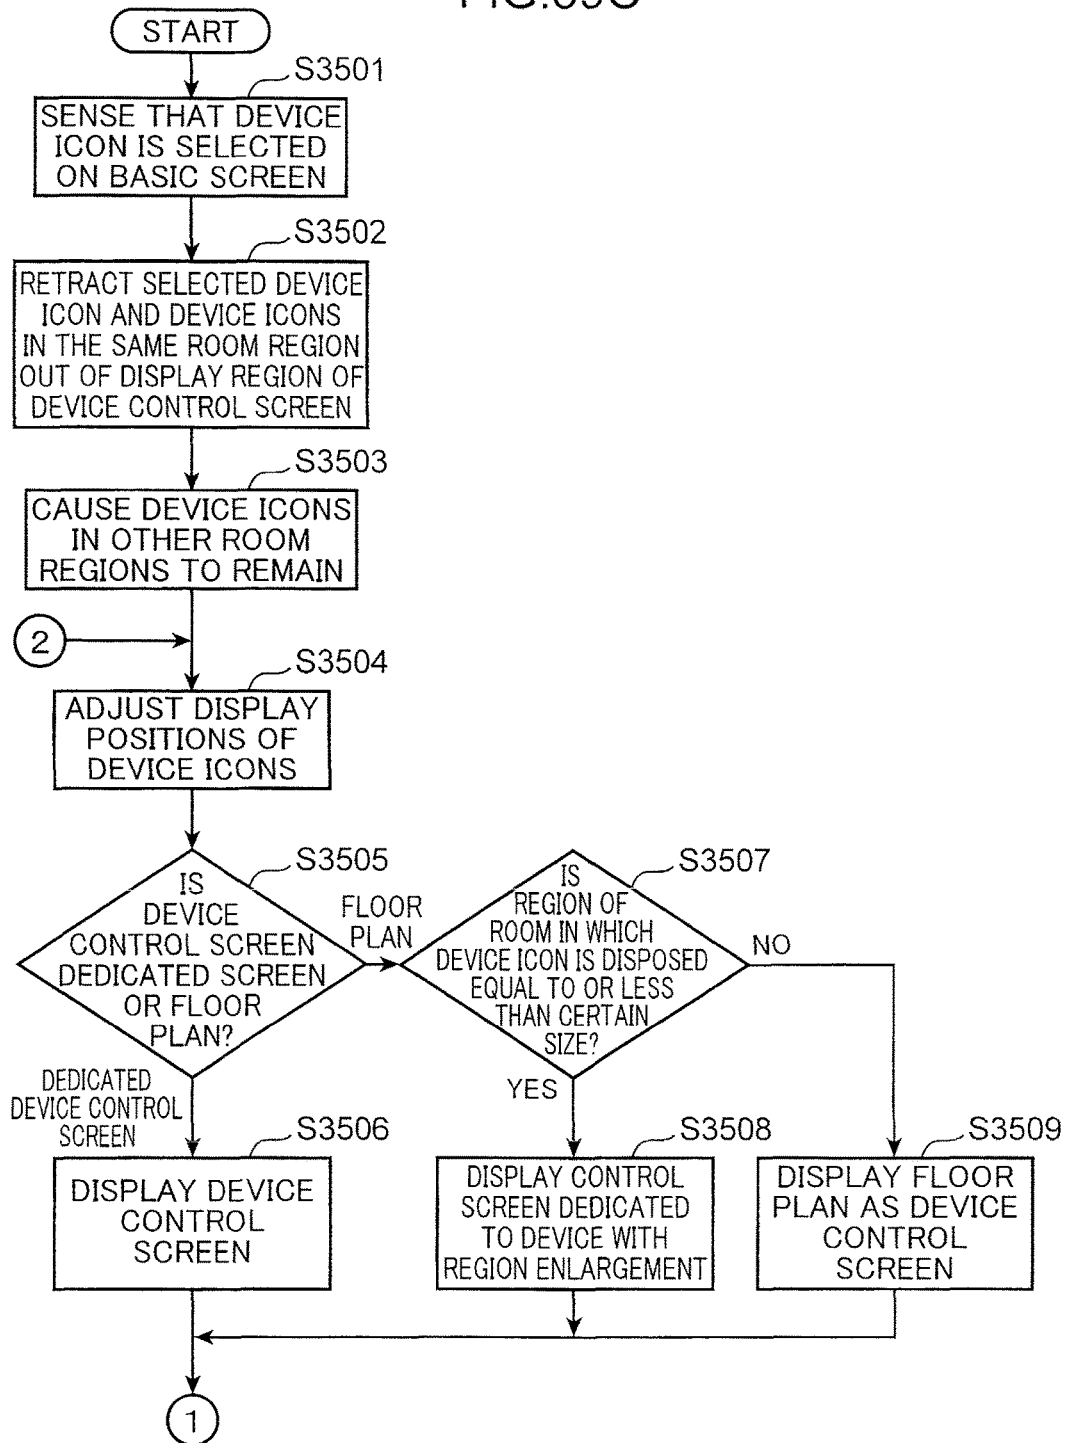 START
S3501
SENSE THAT DEVICE
ICON IS SELECTED
ON BASIC SCREEN
S3502
RETRACT SELECTED DEVICE
ICON AND DEVICE ICONS
IN THE SAME ROOM REGION
OUT OF DISPLAY REGION OF
DEVICE CONTROL SCREEN
S3503
CAUSE DEVICE ICONS
IN OTHER ROOM
REGIONS TO REMAIN
2
S3504
ADJUST DISPLAY
POSITIONS OF
DEVICE ICONS
S3505
IS
DEVICE
CONTROL SCREEN
DEDICATED SCREEN
OR FLOOR
PLAN?
FLOOR
PLAN
S3507
IS
REGION OF
ROOM IN WHICH
DEVICE ICON IS DISPOSED
EQUAL TO OR LESS
THAN CERTAIN
SIZE?
NO
DEDICATED
DEVICE CONTROL
SCREEN
YES
S3506
DISPLAY DEVICE
CONTROL
SCREEN
S3508
DISPLAY CONTROL
SCREEN DEDICATED
TO DEVICE WITH
REGION ENLARGEMENT
S3509
DISPLAY FLOOR
PLAN AS DEVICE
CONTROL
SCREEN
1